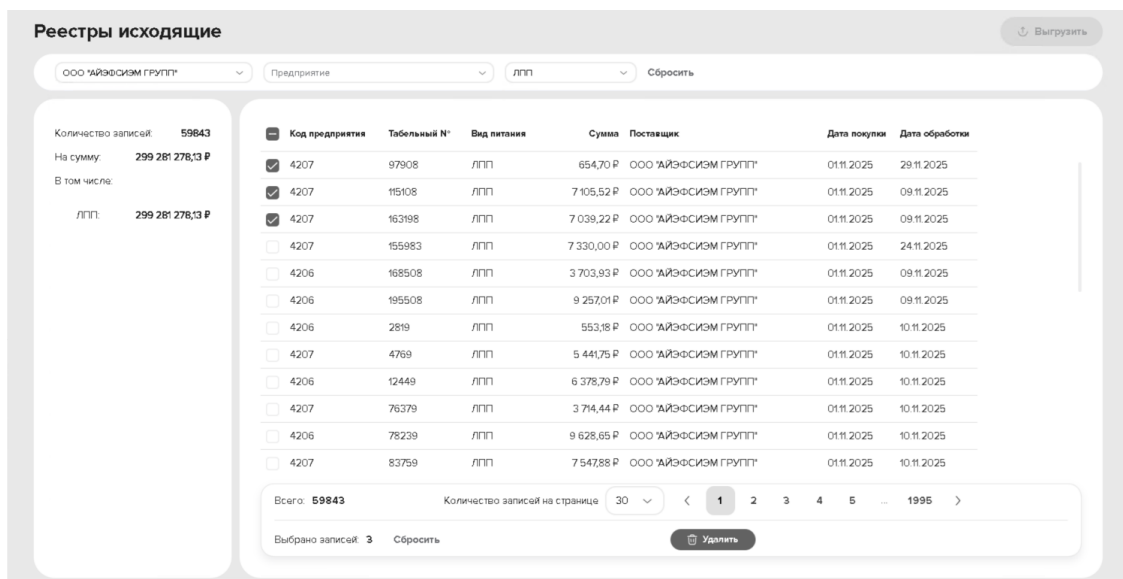 Реестры исходящие
Выгрузить
ООО "АЙЭФСИЭМ ГРУПП" Предприятие ЛПП Сбросить
Количество записей: 59843
На сумму: 299 281 278,13 ₽
В том числе:
ЛПП: 299 281 278,13 ₽
Код предприятия Табельный № Вид питания Сумма Поставщик Дата покупки Дата обработки
4207 97908 ЛПП 654,70 ₽ ООО "АЙЭФСИЭМ ГРУПП" 01.11.2025 29.11.2025
4207 115108 ЛПП 7 105,52 ₽ ООО "АЙЭФСИЭМ ГРУПП" 01.11.2025 09.11.2025
4207 163198 ЛПП 7 039,22 ₽ ООО "АЙЭФСИЭМ ГРУПП" 01.11.2025 09.11.2025
4207 155983 ЛПП 7 330,00 ₽ ООО "АЙЭФСИЭМ ГРУПП" 01.11.2025 24.11.2025
4206 168508 ЛПП 3 703,93 ₽ ООО "АЙЭФСИЭМ ГРУПП" 01.11.2025 09.11.2025
4206 195508 ЛПП 9 257,01 ₽ ООО "АЙЭФСИЭМ ГРУПП" 01.11.2025 09.11.2025
4206 2819 ЛПП 553,18 ₽ ООО "АЙЭФСИЭМ ГРУПП" 01.11.2025 10.11.2025
4207 4769 ЛПП 5 441,75 ₽ ООО "АЙЭФСИЭМ ГРУПП" 01.11.2025 10.11.2025
4206 12449 ЛПП 6 378,79 ₽ ООО "АЙЭФСИЭМ ГРУПП" 01.11.2025 10.11.2025
4207 76379 ЛПП 3 714,44 ₽ ООО "АЙЭФСИЭМ ГРУПП" 01.11.2025 10.11.2025
4206 78239 ЛПП 9 628,65 ₽ ООО "АЙЭФСИЭМ ГРУПП" 01.11.2025 10.11.2025
4207 83759 ЛПП 7 547,88 ₽ ООО "АЙЭФСИЭМ ГРУПП" 01.11.2025 10.11.2025
Всего: 59843 Количество записей на странице 30 1 2 3 4 5 ... 1995
Выбрано записей: 3 Сбросить Удалить